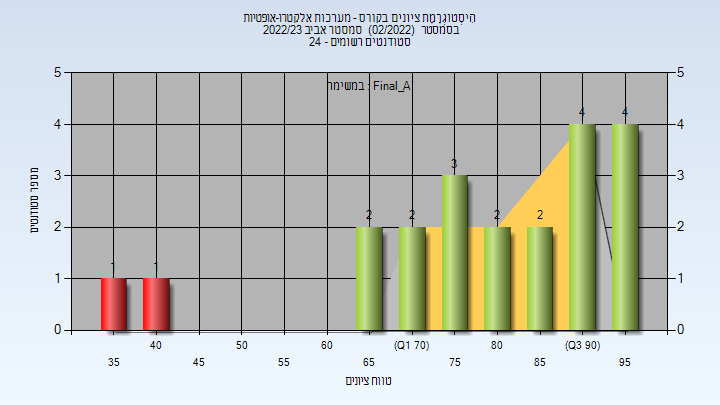 היסטוגרמת ציונים בקורס - מערכות אלקטרו-אופטיות
בסמסטר (02/2022) סמסטר אביב 2022/23
סטודנטים רשומים - 24
במשימה : Final_A
מספר סטודנטים
5 5
4 4
3 3
2 2
1 1
0 0
1 1 2 2 3 2 2 4 4
40 50 60 (Q1 70) 80 (Q3 90)
35 45 55 65 75 85 95
טווח ציונים